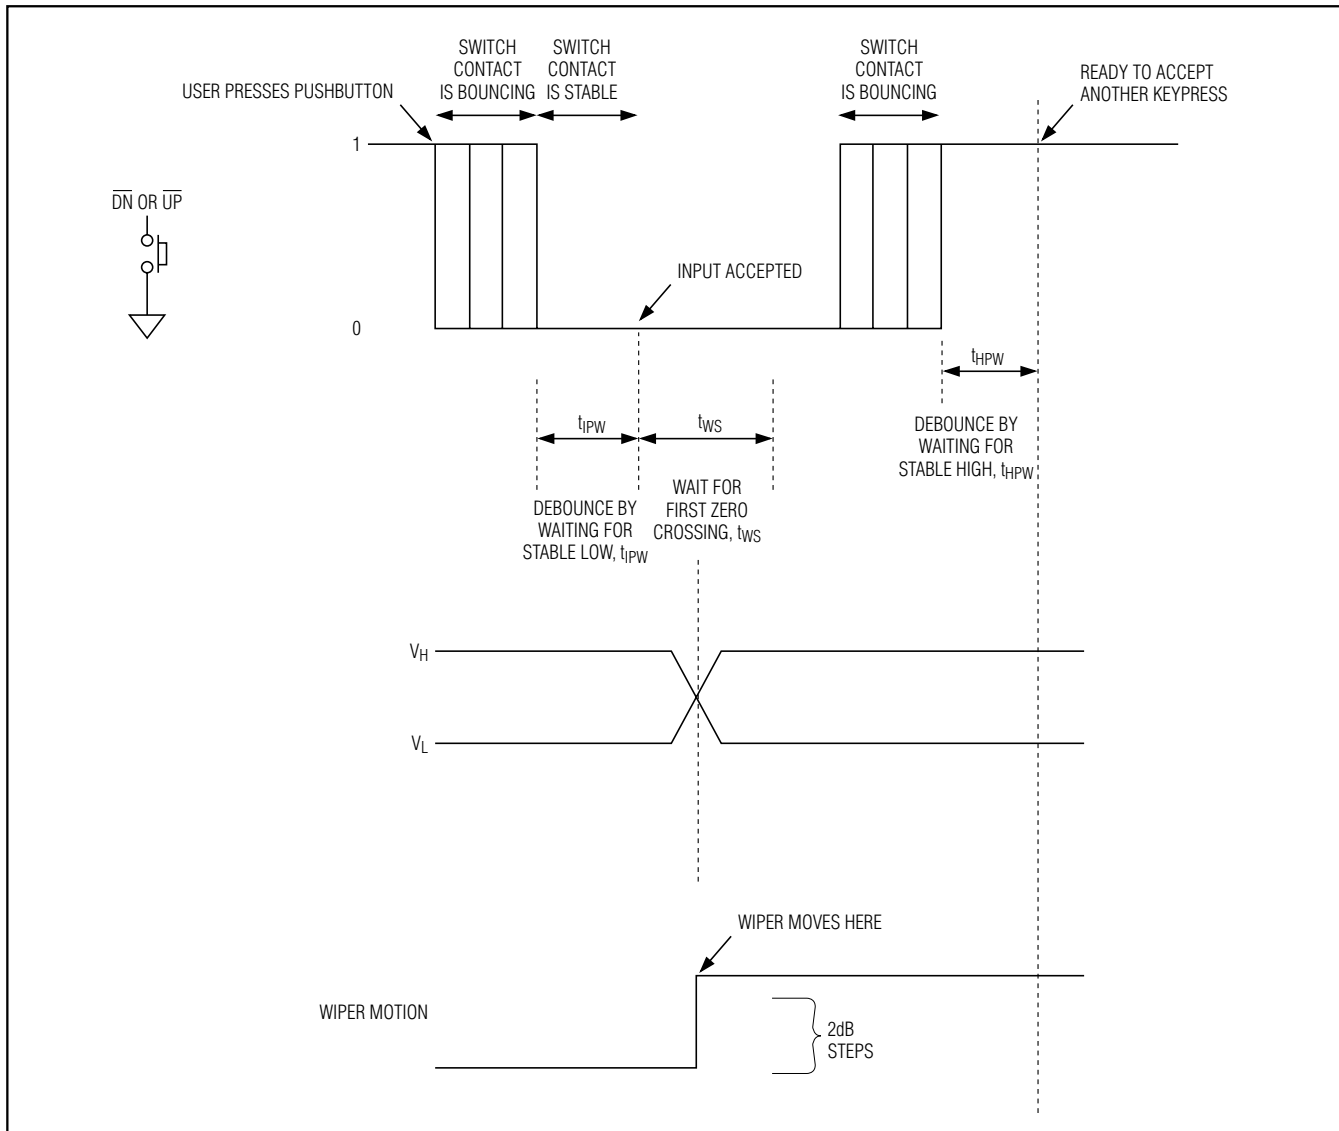 SWITCH
CONTACT
IS BOUNCING
SWITCH
CONTACT
IS STABLE
SWITCH
CONTACT
IS BOUNCING
USER PRESSES PUSHBUTTON
READY TO ACCEPT
ANOTHER KEYPRESS
1
D̅N̅ OR U̅P̅
INPUT ACCEPTED
0
tHPW
tIPW
tWS
DEBOUNCE BY
WAITING FOR
STABLE HIGH, tHPW
WAIT FOR
FIRST ZERO
CROSSING, tWS
DEBOUNCE BY
WAITING FOR
STABLE LOW, tIPW
VH
VL
WIPER MOVES HERE
WIPER MOTION
2dB
STEPS